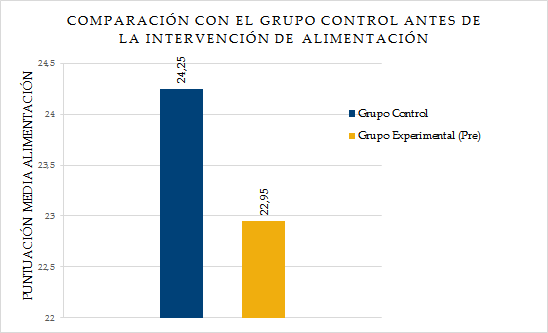 COMPARACIÓN CON EL GRUPO CONTROL ANTES DE
LA INTERVENCIÓN DE ALIMENTACIÓN
PUNTUACIÓN MEDIA ALIMENTACIÓN
24,5
24
23,5
23
22,5
22
24,25
22,95
Grupo Control
Grupo Experimental (Pre)